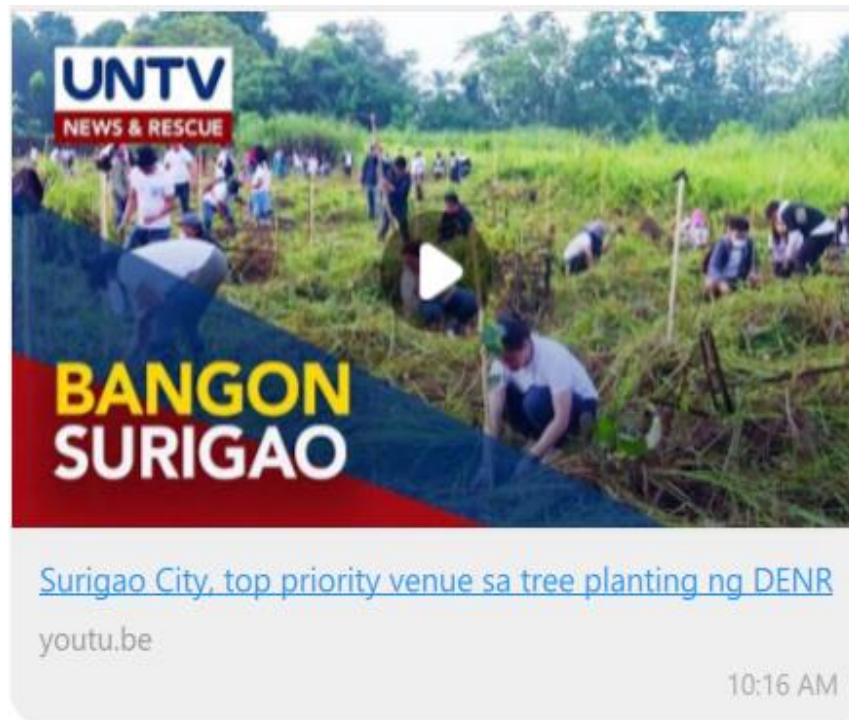 UNTV
NEWS & RESCUE
BANGON
SURIGAO
Surigao City, top priority venue sa tree planting ng DENR
youtu.be
10:16 AM